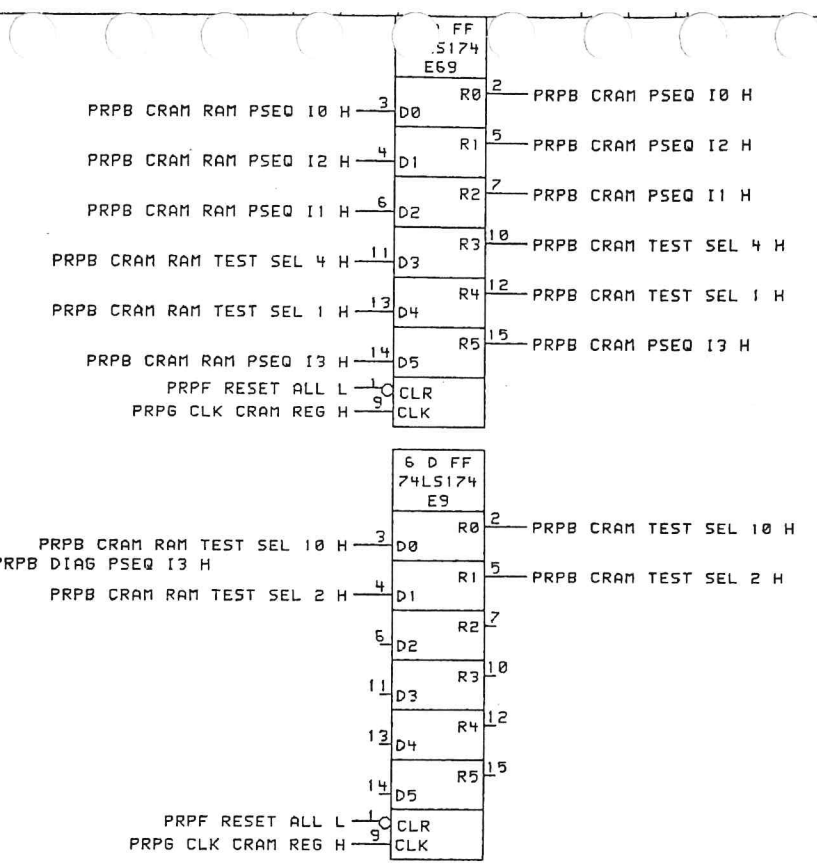 FF
.S174
E69
R0 2 PRPB CRAM PSEQ I0 H
PRPB CRAM RAM PSEQ I0 H 3 D0
R1 5 PRPB CRAM PSEQ I2 H
PRPB CRAM RAM PSEQ I2 H 4 D1
R2 7 PRPB CRAM PSEQ I1 H
PRPB CRAM RAM PSEQ I1 H 6 D2
R3 10 PRPB CRAM TEST SEL 4 H
PRPB CRAM RAM TEST SEL 4 H 11 D3
R4 12 PRPB CRAM TEST SEL 1 H
PRPB CRAM RAM TEST SEL 1 H 13 D4
R5 15 PRPB CRAM PSEQ I3 H
PRPB CRAM RAM PSEQ I3 H 14 D5
PRPF RESET ALL L 1 CLR
PRPG CLK CRAM REG H 9 CLK
6 D FF
74LS174
E9
R0 2 PRPB CRAM TEST SEL 10 H
PRPB CRAM RAM TEST SEL 10 H 3 D0
PRPB DIAG PSEQ I3 H
R1 5 PRPB CRAM TEST SEL 2 H
PRPB CRAM RAM TEST SEL 2 H 4 D1
R2 7
6 D2
R3 10
11 D3
R4 12
13 D4
R5 15
14 D5
PRPF RESET ALL L 1 CLR
PRPG CLK CRAM REG H 9 CLK